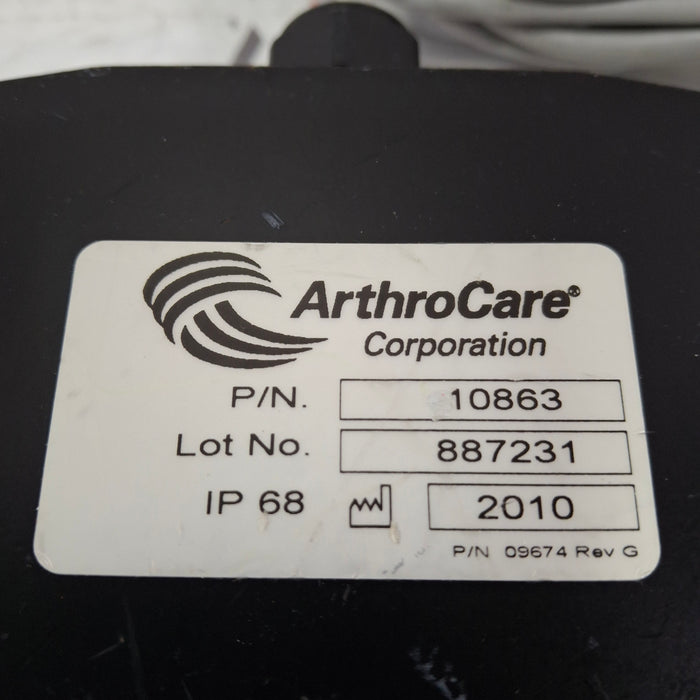 ArthroCare®
Corporation
P/N. 10863
Lot No. 887231
IP 68 2010
P/N 09674 Rev G